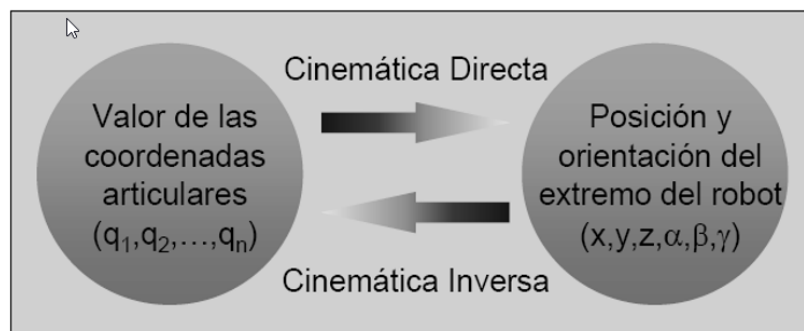 Cinemática Directa
Valor de las
coordenadas
articulares
(q₁,q₂,...,qₙ)
Posición y
orientación del
extremo del robot
(x,y,z,α,β,γ)
Cinemática Inversa